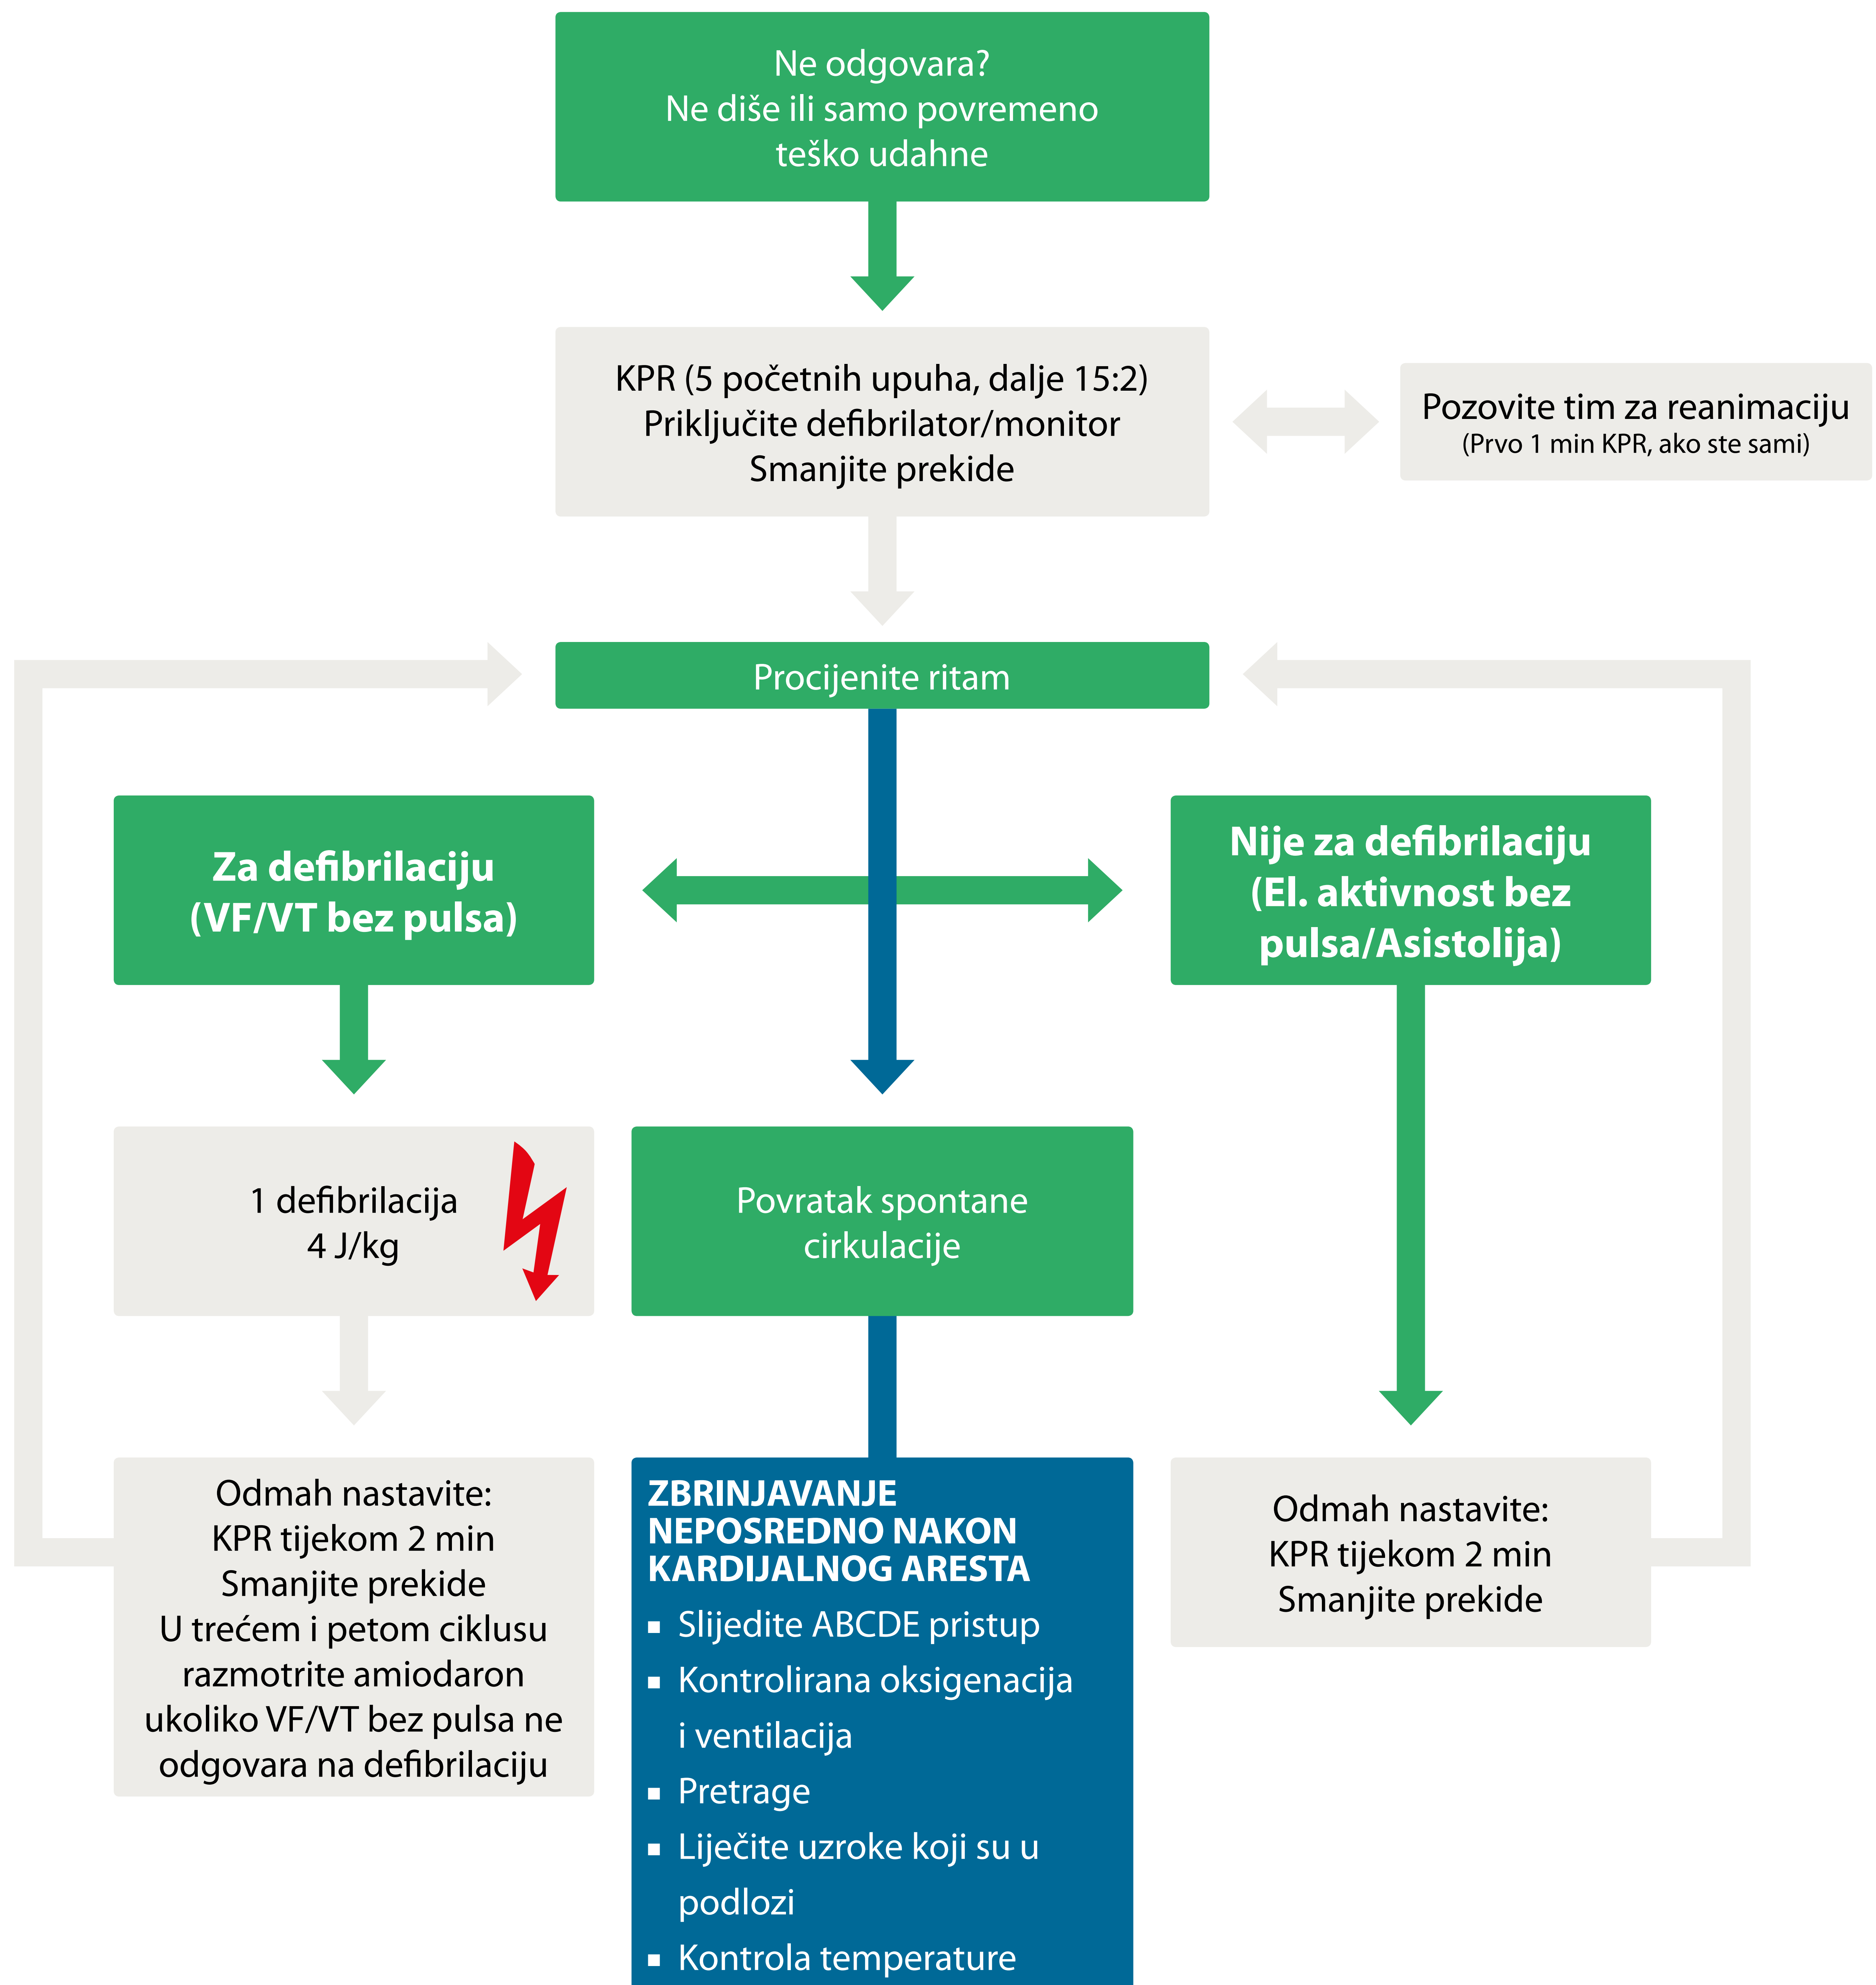 Ne odgovara?
Ne diše ili samo povremeno
teško udahne
KPR (5 početnih upuha, dalje 15:2)
Priključite defibrilator/monitor
Smanjite prekide
Pozovite tim za reanimaciju
(Prvo 1 min KPR, ako ste sami)
Procijenite ritam
Za defibrilaciju
(VF/VT bez pulsa)
Nije za defibrilaciju
(El. aktivnost bez
pulsa/Asistolija)
1 defibrilacija
4 J/kg
Povratak spontane
cirkulacije
Odmah nastavite:
KPR tijekom 2 min
Smanjite prekide
U trećem i petom ciklusu
razmotrite amiodaron
ukoliko VF/VT bez pulsa ne
odgovara na defibrilaciju
ZBRINJAVANJE
NEPOSREDNO NAKON
KARDIJALNOG ARESTA
▪ Slijedite ABCDE pristup
▪ Kontrolirana oksigenacija
i ventilacija
▪ Pretrage
▪ Liječite uzroke koji su u
podlozi
▪ Kontrola temperature
Odmah nastavite:
KPR tijekom 2 min
Smanjite prekide